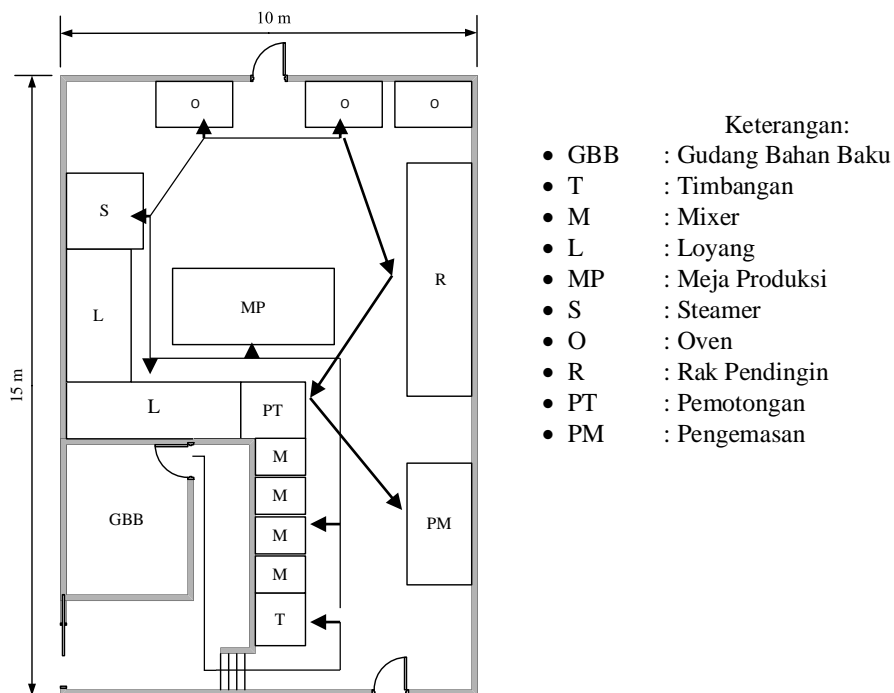 10 m
15 m
O
O
O
S
R
L
MP
L
PT
M
M
GBB
M
PM
M
T
Keterangan:
• GBB : Gudang Bahan Baku
• T : Timbangan
• M : Mixer
• L : Loyang
• MP : Meja Produksi
• S : Steamer
• O : Oven
• R : Rak Pendingin
• PT : Pemotongan
• PM : Pengemasan